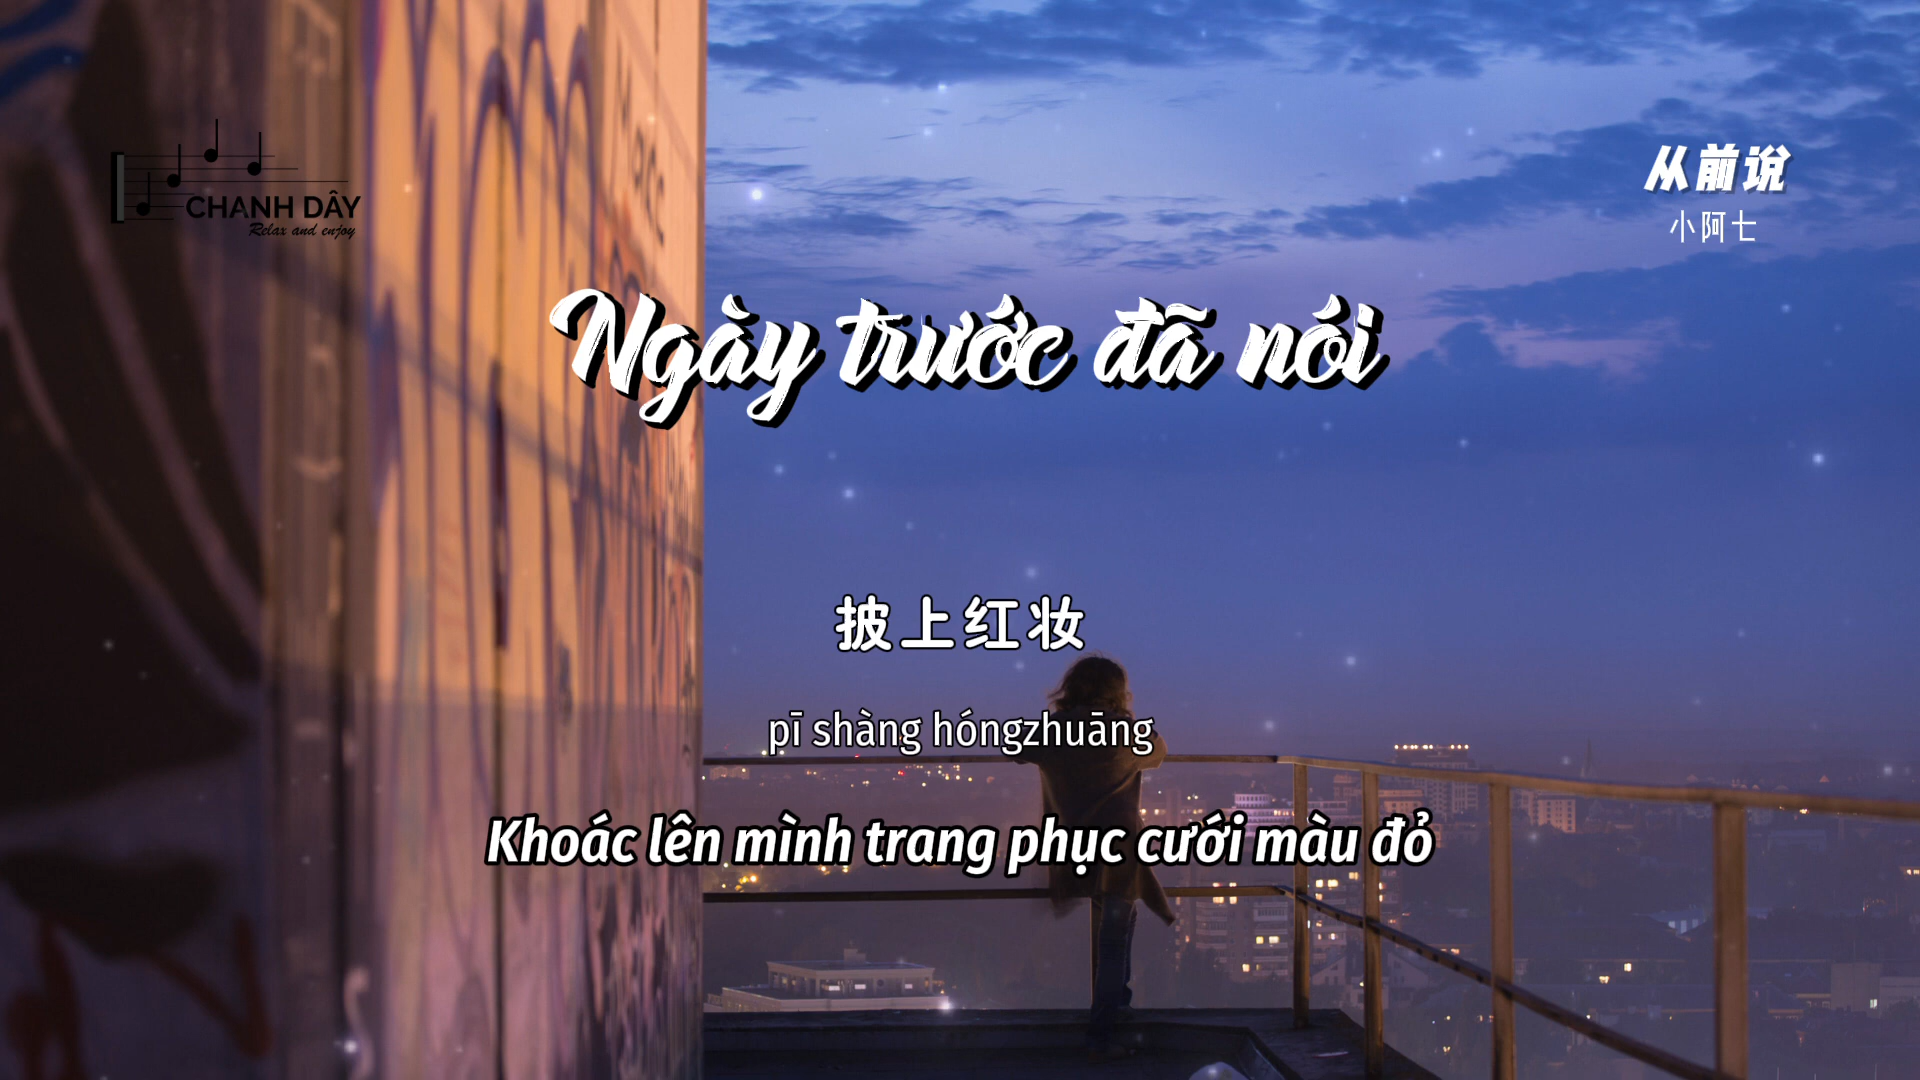 CHANH DÂY
Relax and enjoy
从前说
小阿七
Ngày trước đã nói
披上红妆
pī shàng hóngzhuāng
Khoác lên mình trang phục cưới màu đỏ